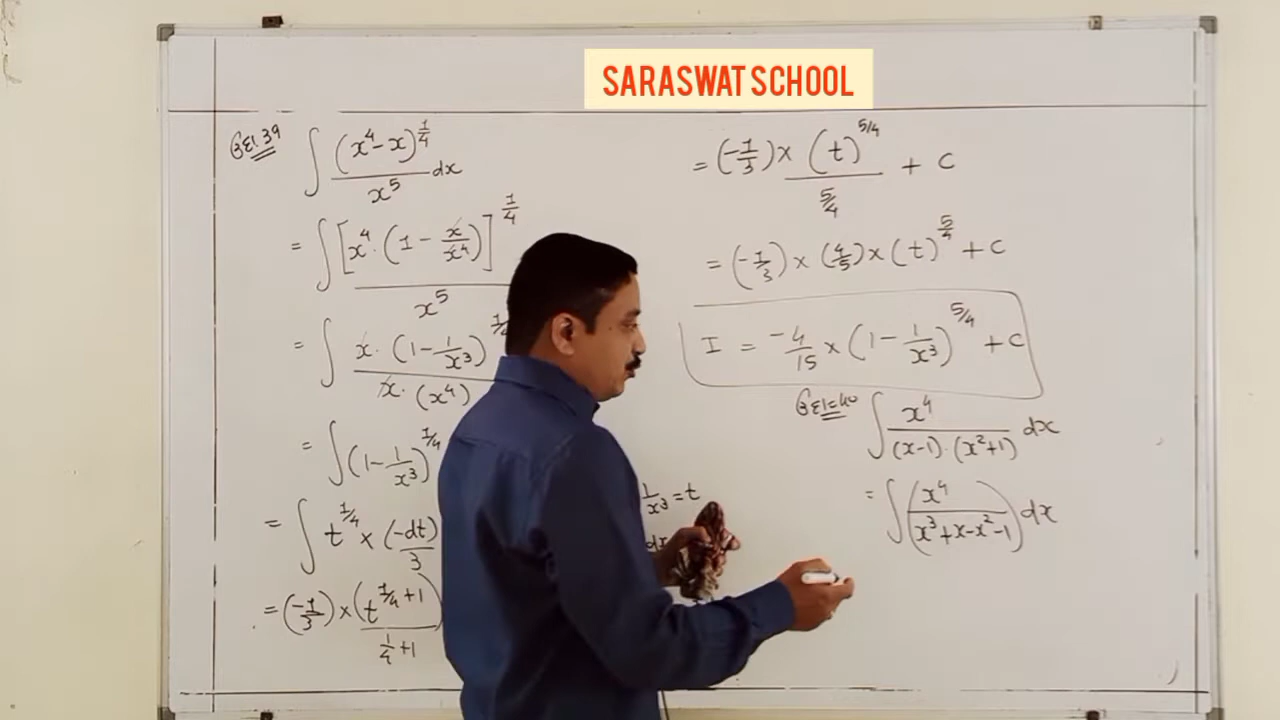 SARASWAT SCHOOL
ઉદા.39 ∫ (x⁴-x)^(1/4) / x⁵ dx
= ∫ [x⁴·(1 - x/x⁴)]^(1/4) / x⁵
= ∫ x·(1-1/x³)^(1/4) / x·(x⁴)
= ∫ (1-1/x³)^(1/4)
1/x³ = t
= ∫ t^(1/4) × (-dt)/3
dx
= (-1/3) × (t^(1/4+1)) / (1/4+1)
= (-1/3) × (t)^(5/4) / (5/4) + C
= (-1/3) × (4/5) × (t)^(5/4) + C
I = -4/15 × (1-1/x³)^(5/4) + C
ઉદા=40 ∫ x⁴ / (x-1)·(x²+1) dx
= ∫ (x⁴ / x³+x-x²-1) dx